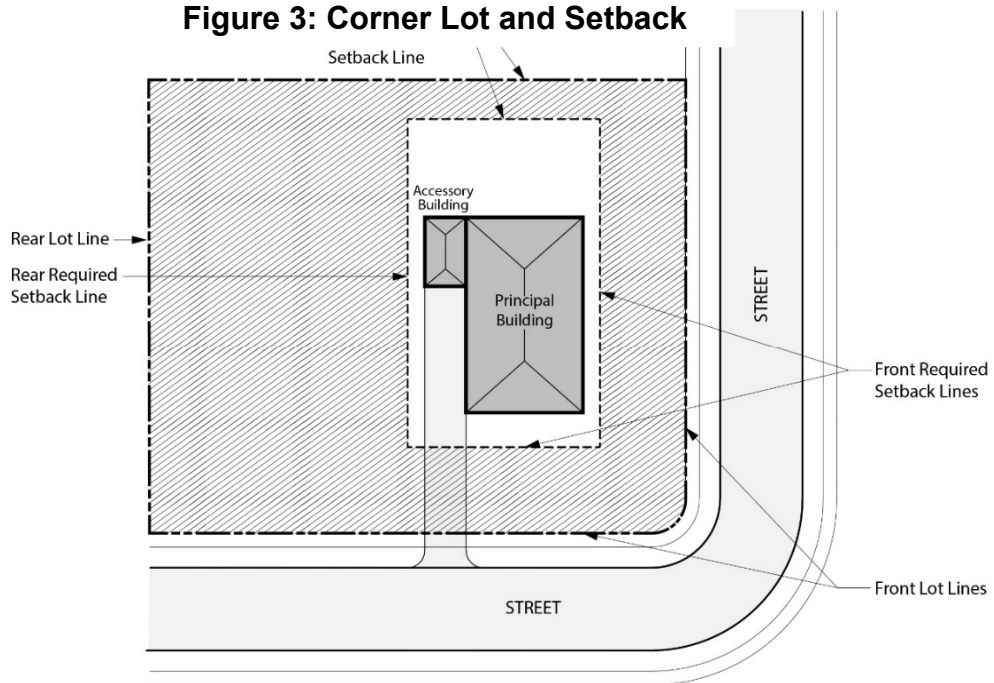 Figure 3: Corner Lot and Setback
Setback Line
Accessory
Building
Rear Lot Line
Rear Required
Setback Line
Principal
Building
STREET
Front Required
Setback Lines
Front Lot Lines
STREET